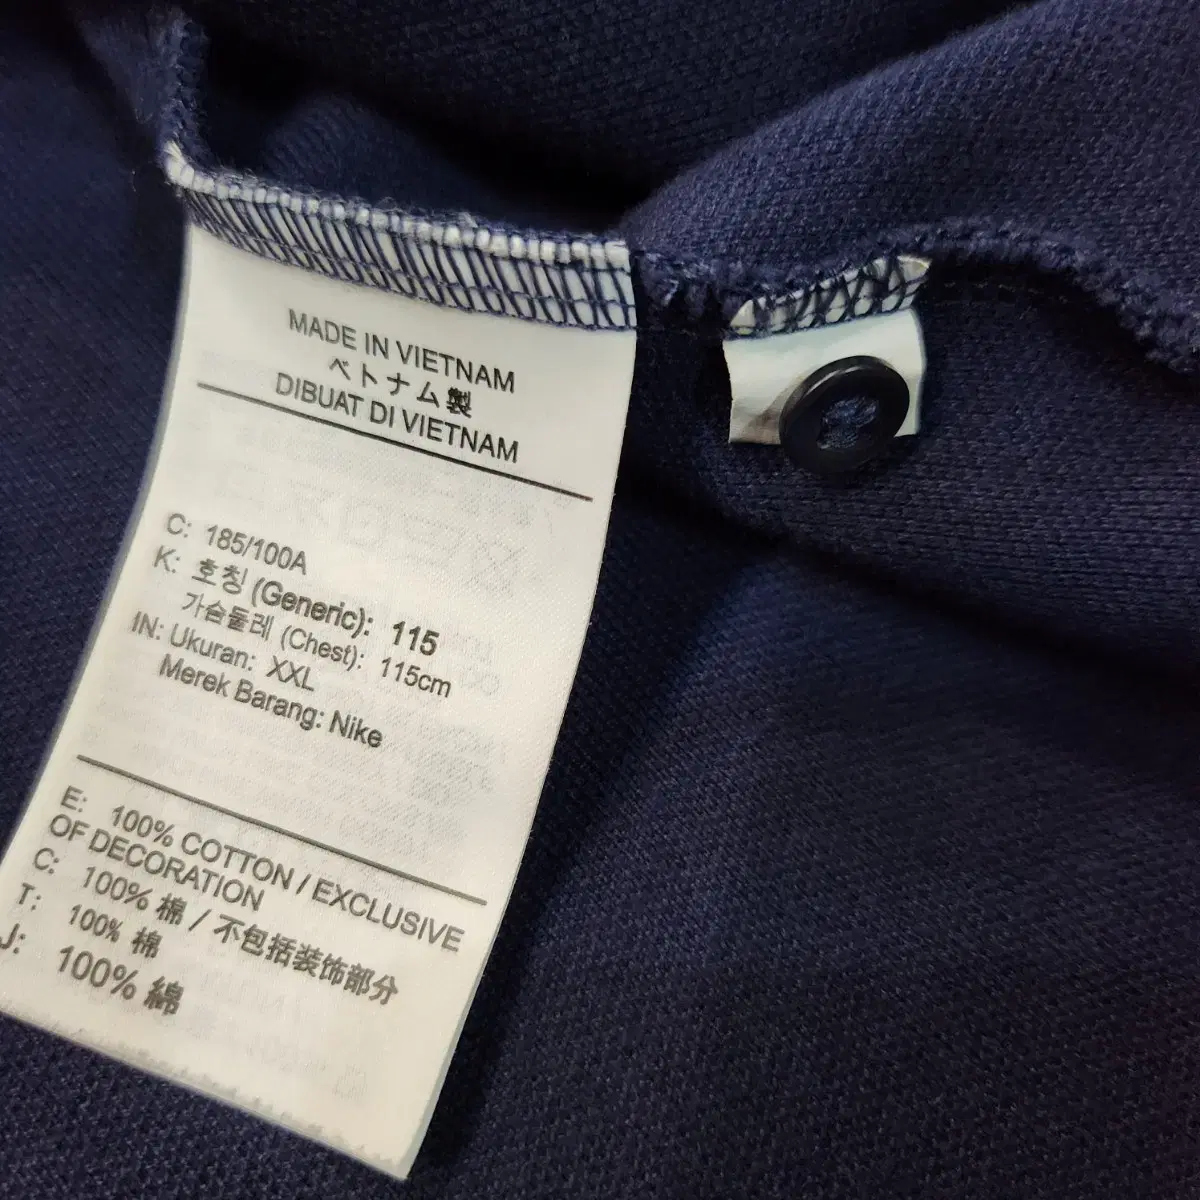 MADE IN VIETNAM
ベトナム製
DIBUAT DI VIETNAM
C: 185/100A
K: 호칭 (Generic): 115
가슴둘레 (Chest): 115cm
IN: Ukuran: XXL
Merek Barang: Nike
E: 100% COTTON / EXCLUSIVE
OF DECORATION
C: 100% 棉 / 不包括装饰部分
T: 100% 棉
J: 100% 綿